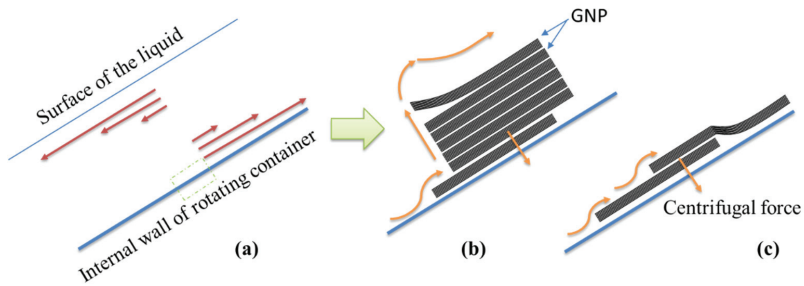 Surface of the liquid
Internal wall of rotating container
(a)
GNP
(b)
Centrifugal force
(c)